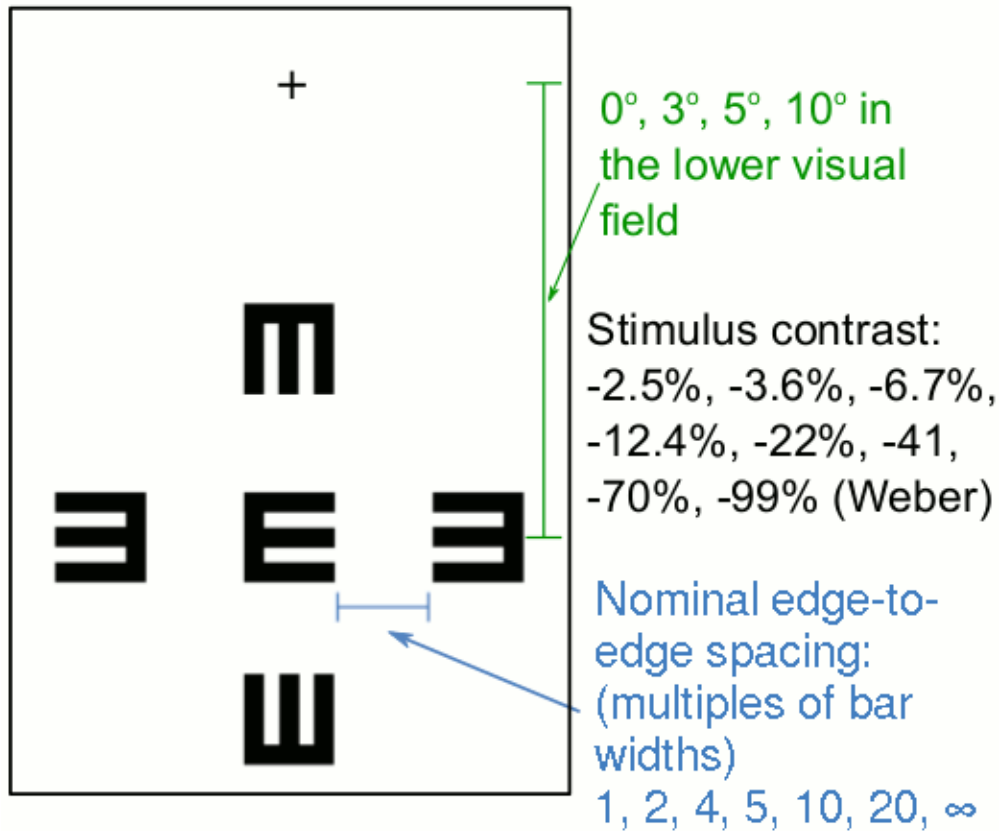 +
0°, 3°, 5°, 10° in
the lower visual
field
Stimulus contrast:
-2.5%, -3.6%, -6.7%,
-12.4%, -22%, -41,
-70%, -99% (Weber)
E E E
Nominal edge-to-
edge spacing:
(multiples of bar
widths)
1, 2, 4, 5, 10, 20, ∞